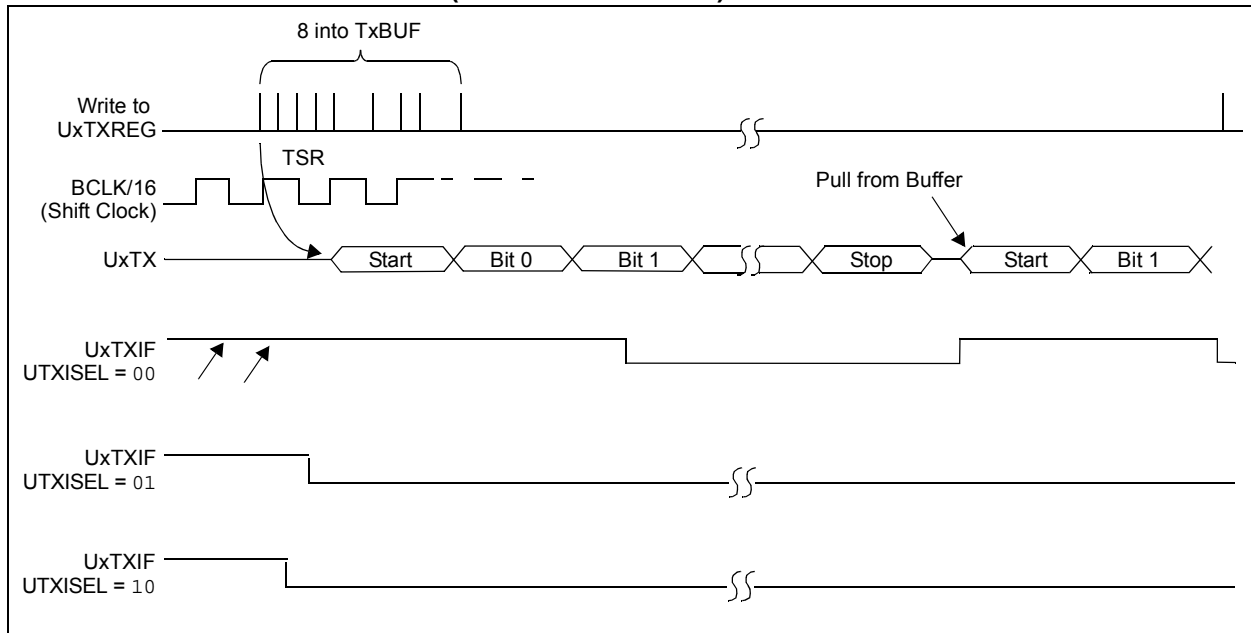 8 into TxBUF
Write to
UxTXREG
TSR
BCLK/16
(Shift Clock)
Pull from Buffer
UxTX
Start
Bit 0
Bit 1
Stop
Start
Bit 1
UxTXIF
UTXISEL = 00
UxTXIF
UTXISEL = 01
UxTXIF
UTXISEL = 10